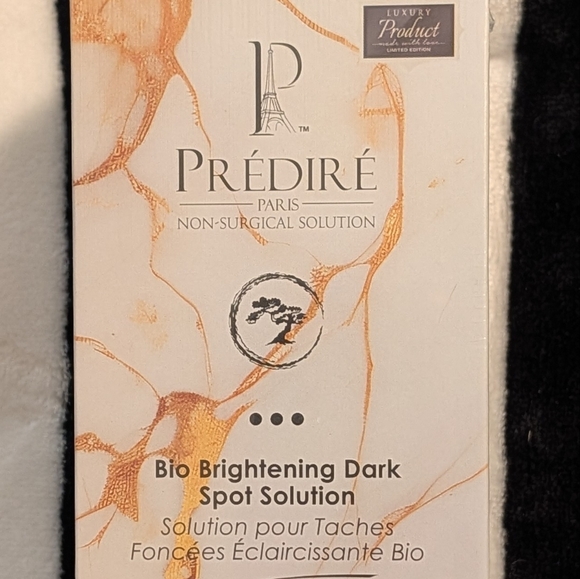 LUXURY
Product
made with love
LIMITED EDITION
P™
PRÉDIRÉ
PARIS
NON-SURGICAL SOLUTION
Bio Brightening Dark
Spot Solution
Solution pour Taches
Foncées Éclaircissante Bio